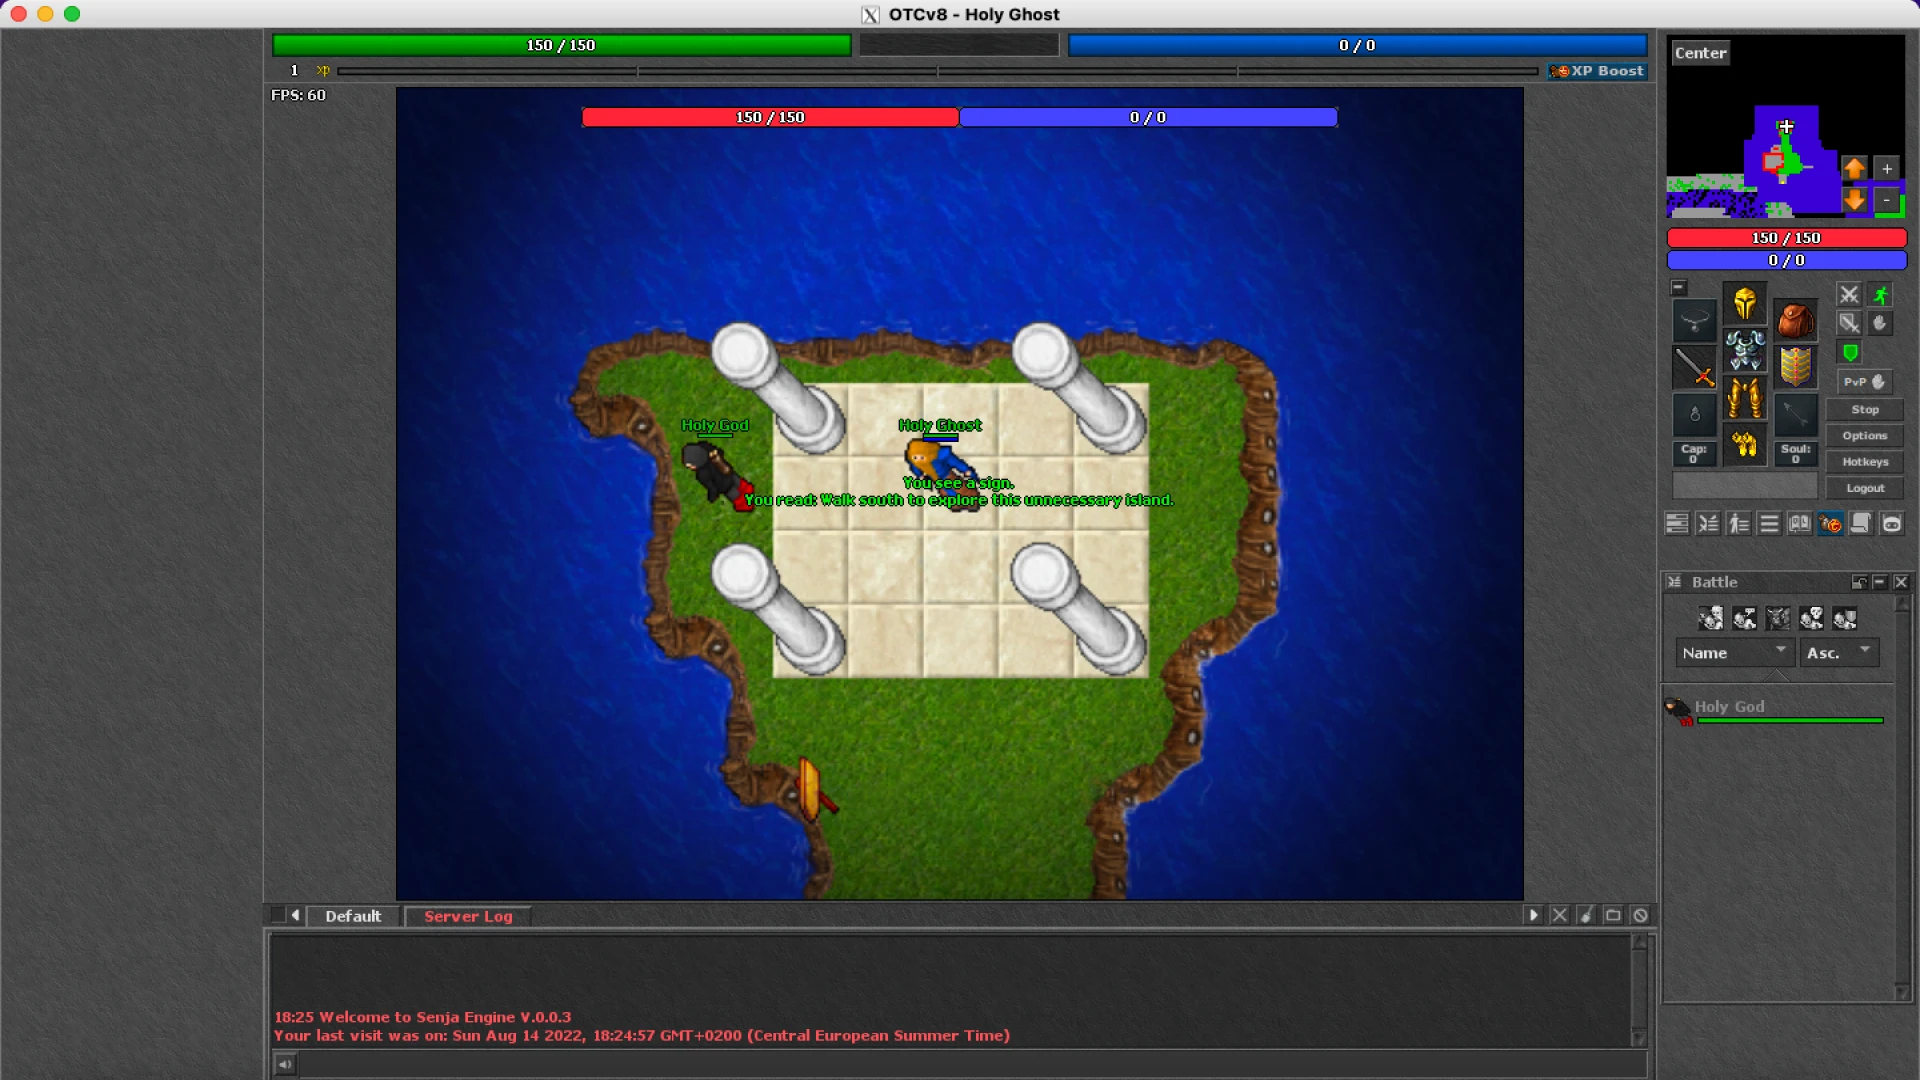 OTCv8 - Holy Ghost
150 / 150
0 / 0
1 xp
XP Boost
FPS: 60
150 / 150
0 / 0
Center
+
-
150 / 150
0 / 0
Holy God
Holy Ghost
You see a sign.
You read: Walk south to explore this unnecessary island.
PvP
Stop
Cap:
0
Soul:
0
Options
Hotkeys
Logout
Battle
Name
Asc.
Holy God
Default
Server Log
18:25 Welcome to Senja Engine V.0.0.3
Your last visit was on: Sun Aug 14 2022, 18:24:57 GMT+0200 (Central European Summer Time)